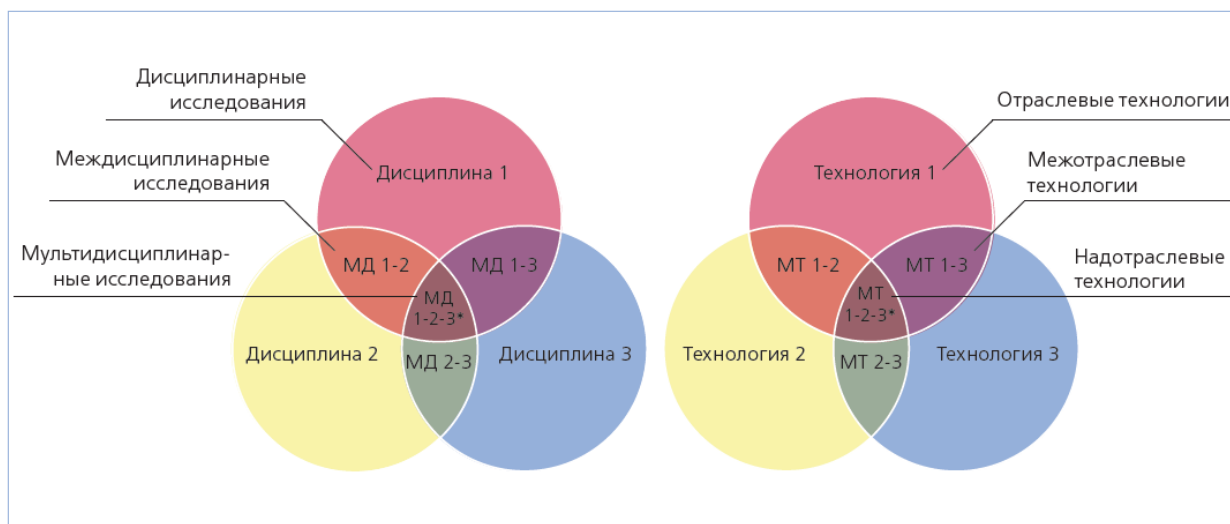 Дисциплинарные
исследования
Междисциплинарные
исследования
Мультидисциплинар-
ные исследования
Дисциплина 1
МД 1-2
МД 1-3
МД
1-2-3*
Дисциплина 2
Дисциплина 3
МД 2-3
Отраслевые технологии
Межотраслевые
технологии
Надотраслевые
технологии
Технология 1
МТ 1-2
МТ 1-3
МТ
1-2-3*
Технология 2
Технология 3
МТ 2-3